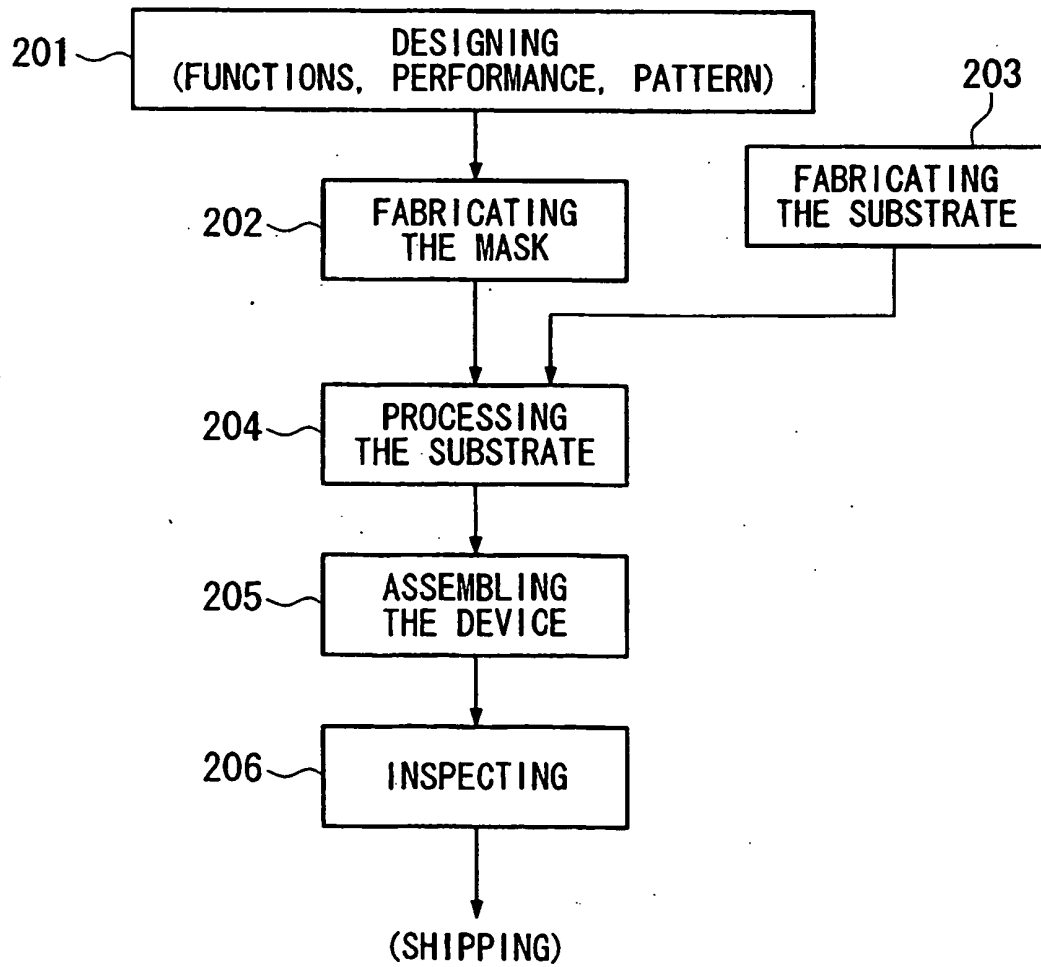 201
DESIGNING
(FUNCTIONS, PERFORMANCE, PATTERN)
203
FABRICATING
THE SUBSTRATE
202
FABRICATING
THE MASK
204
PROCESSING
THE SUBSTRATE
205
ASSEMBLING
THE DEVICE
206
INSPECTING
(SHIPPING)